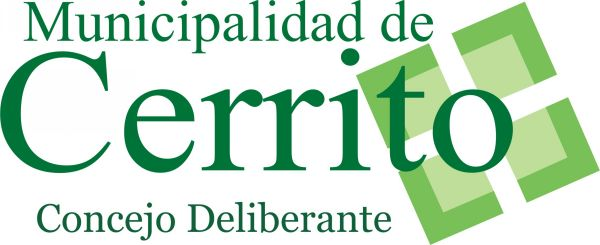 Municipalidad de
Cerrito
Concejo Deliberante